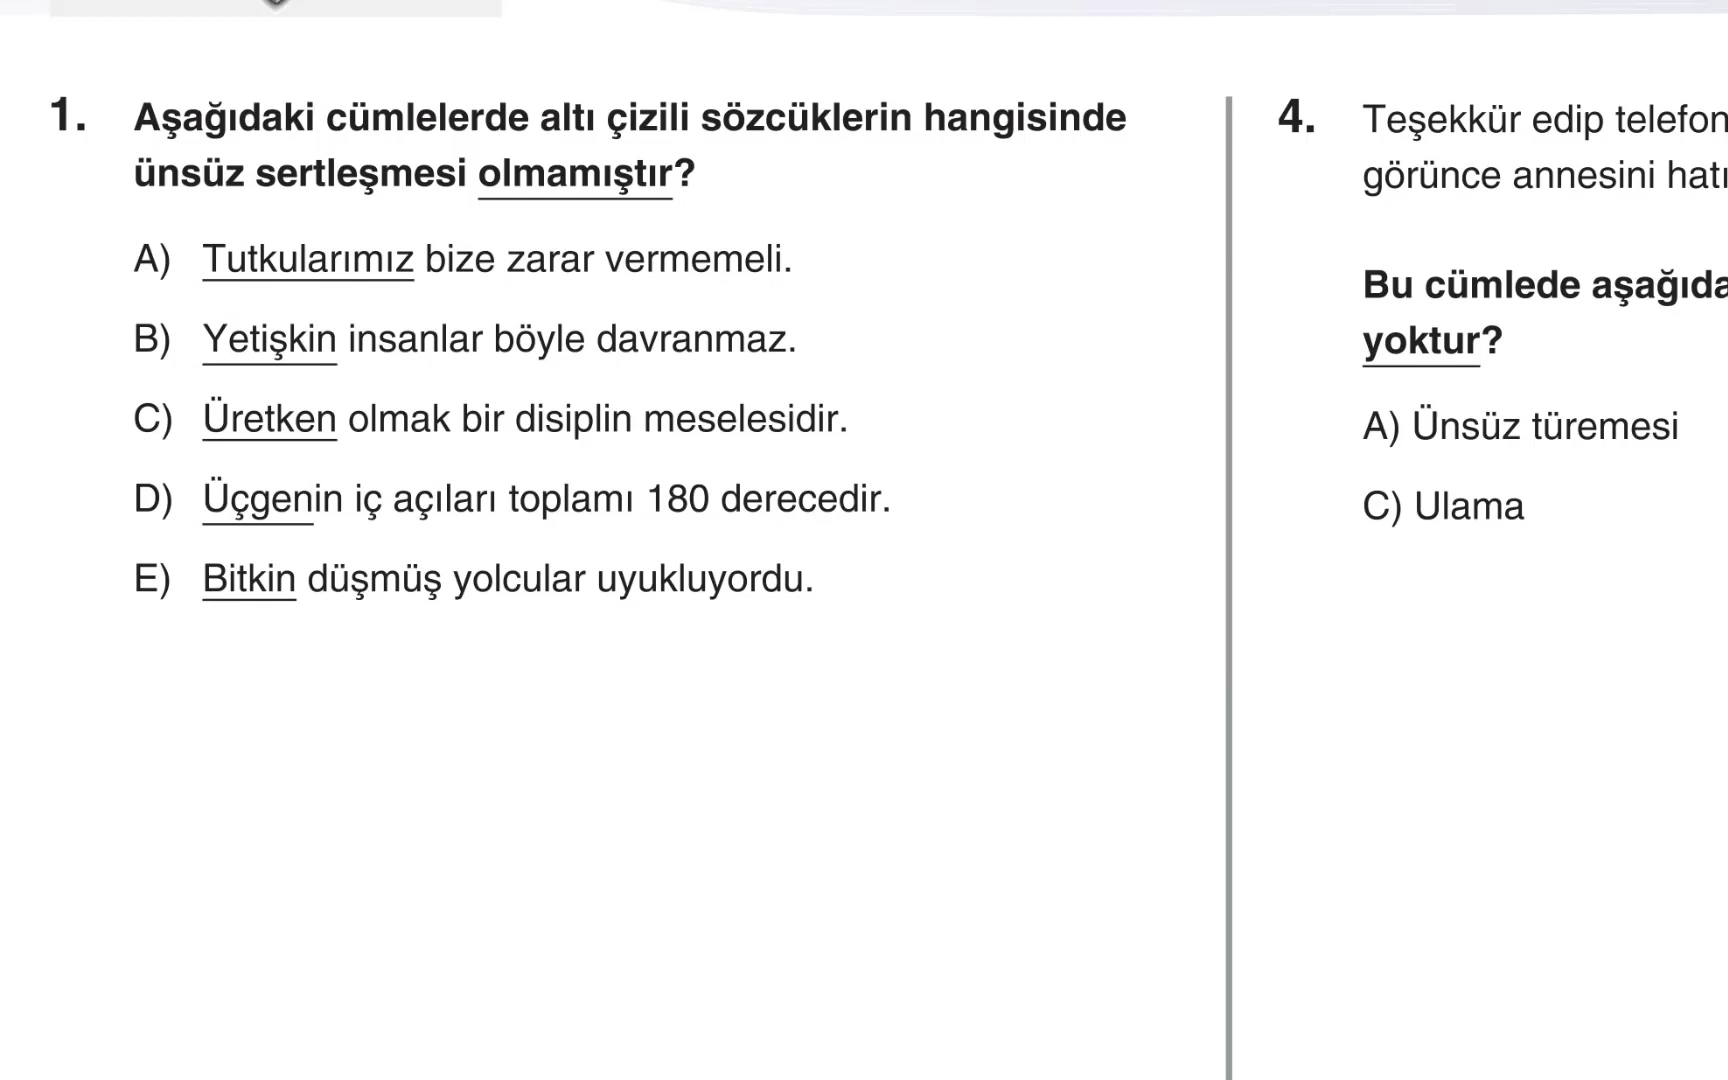 1. Aşağıdaki cümlelerde altı çizili sözcüklerin hangisinde
ünsüz sertleşmesi olmamıştır?
A) Tutkularımız bize zarar vermemeli.
B) Yetişkin insanlar böyle davranmaz.
C) Üretken olmak bir disiplin meselesidir.
D) Üçgenin iç açıları toplamı 180 derecedir.
E) Bitkin düşmüş yolcular uyukluyordu.
4. Teşekkür edip telefon
görünce annesini hatı
Bu cümlede aşağıda
yoktur?
A) Ünsüz türemesi
C) Ulama